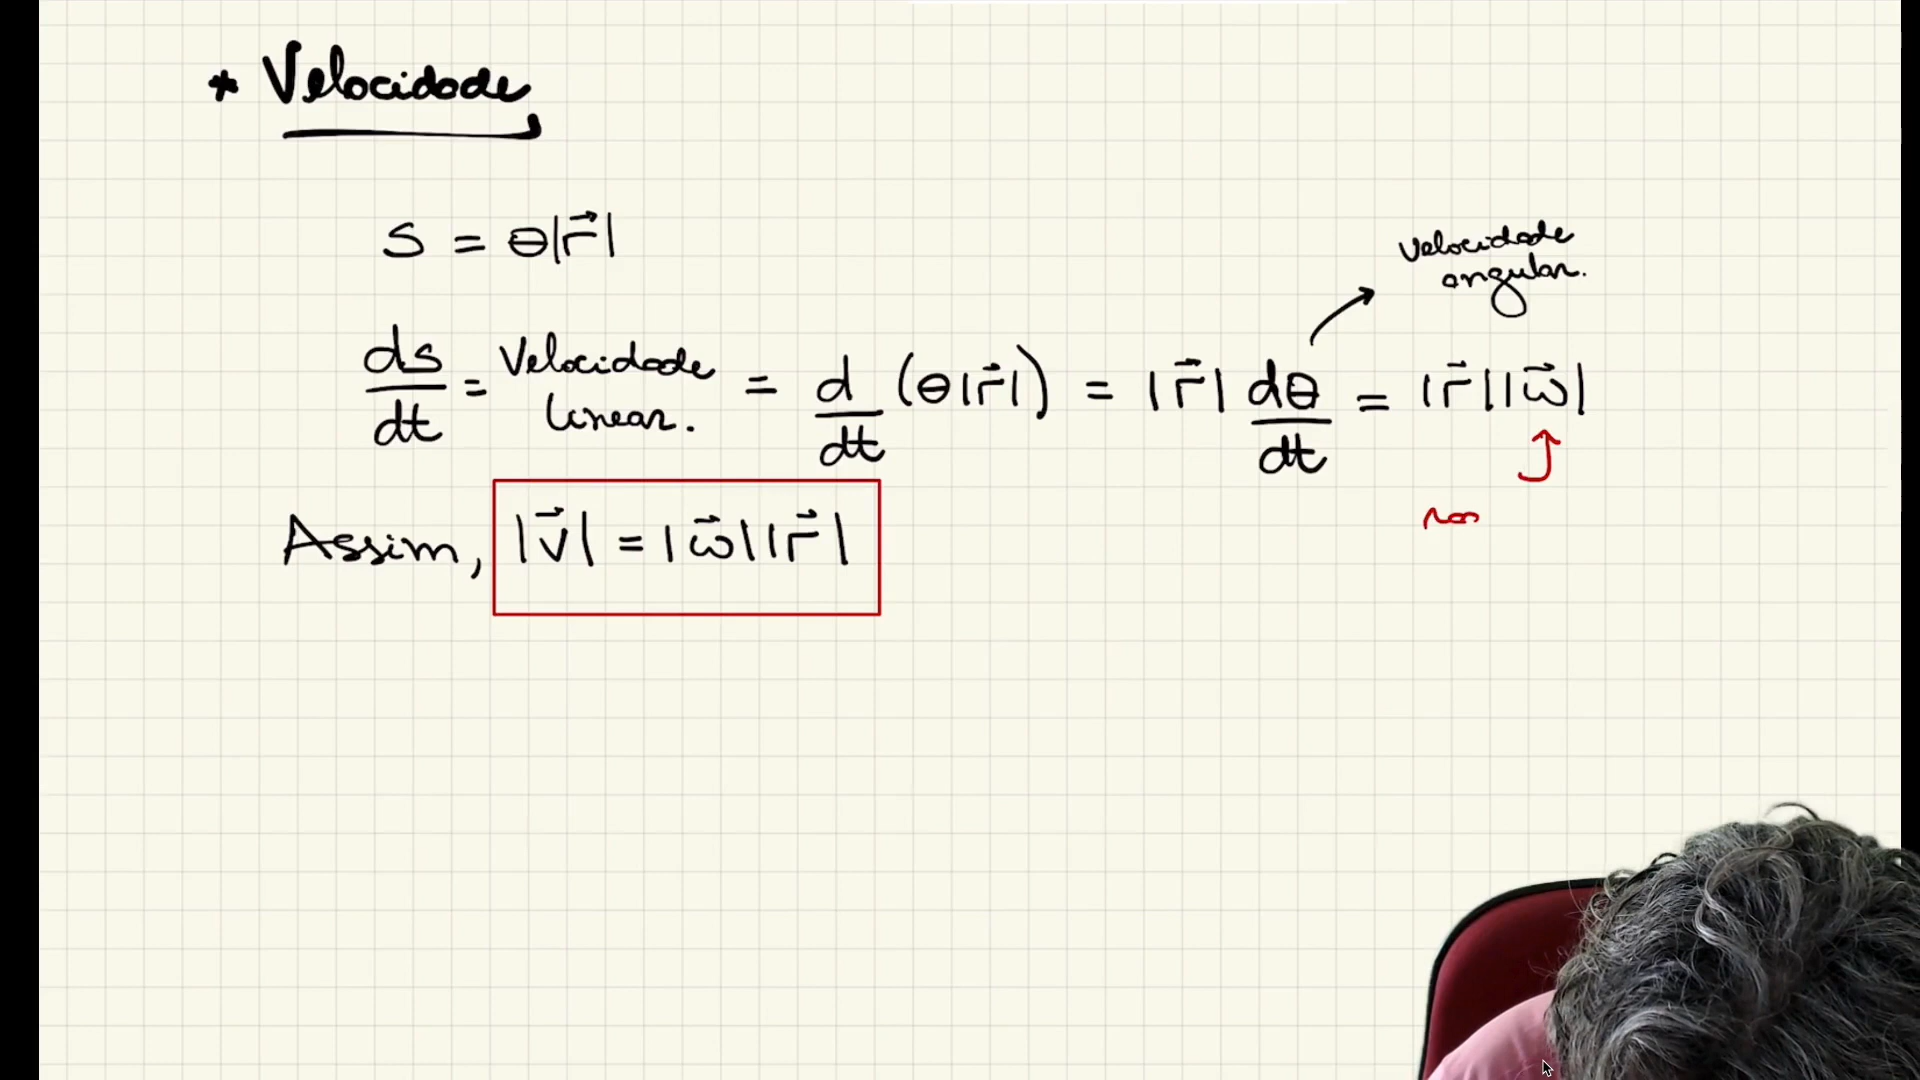 * Velocidade
s = θ|r⃗|
velocidade
angular.
ds/dt = Velocidade linear. = d/dt (θ|r⃗|) = |r⃗| dθ/dt = |r⃗||ω⃗|
Assim, |v⃗| = |ω⃗||r⃗|